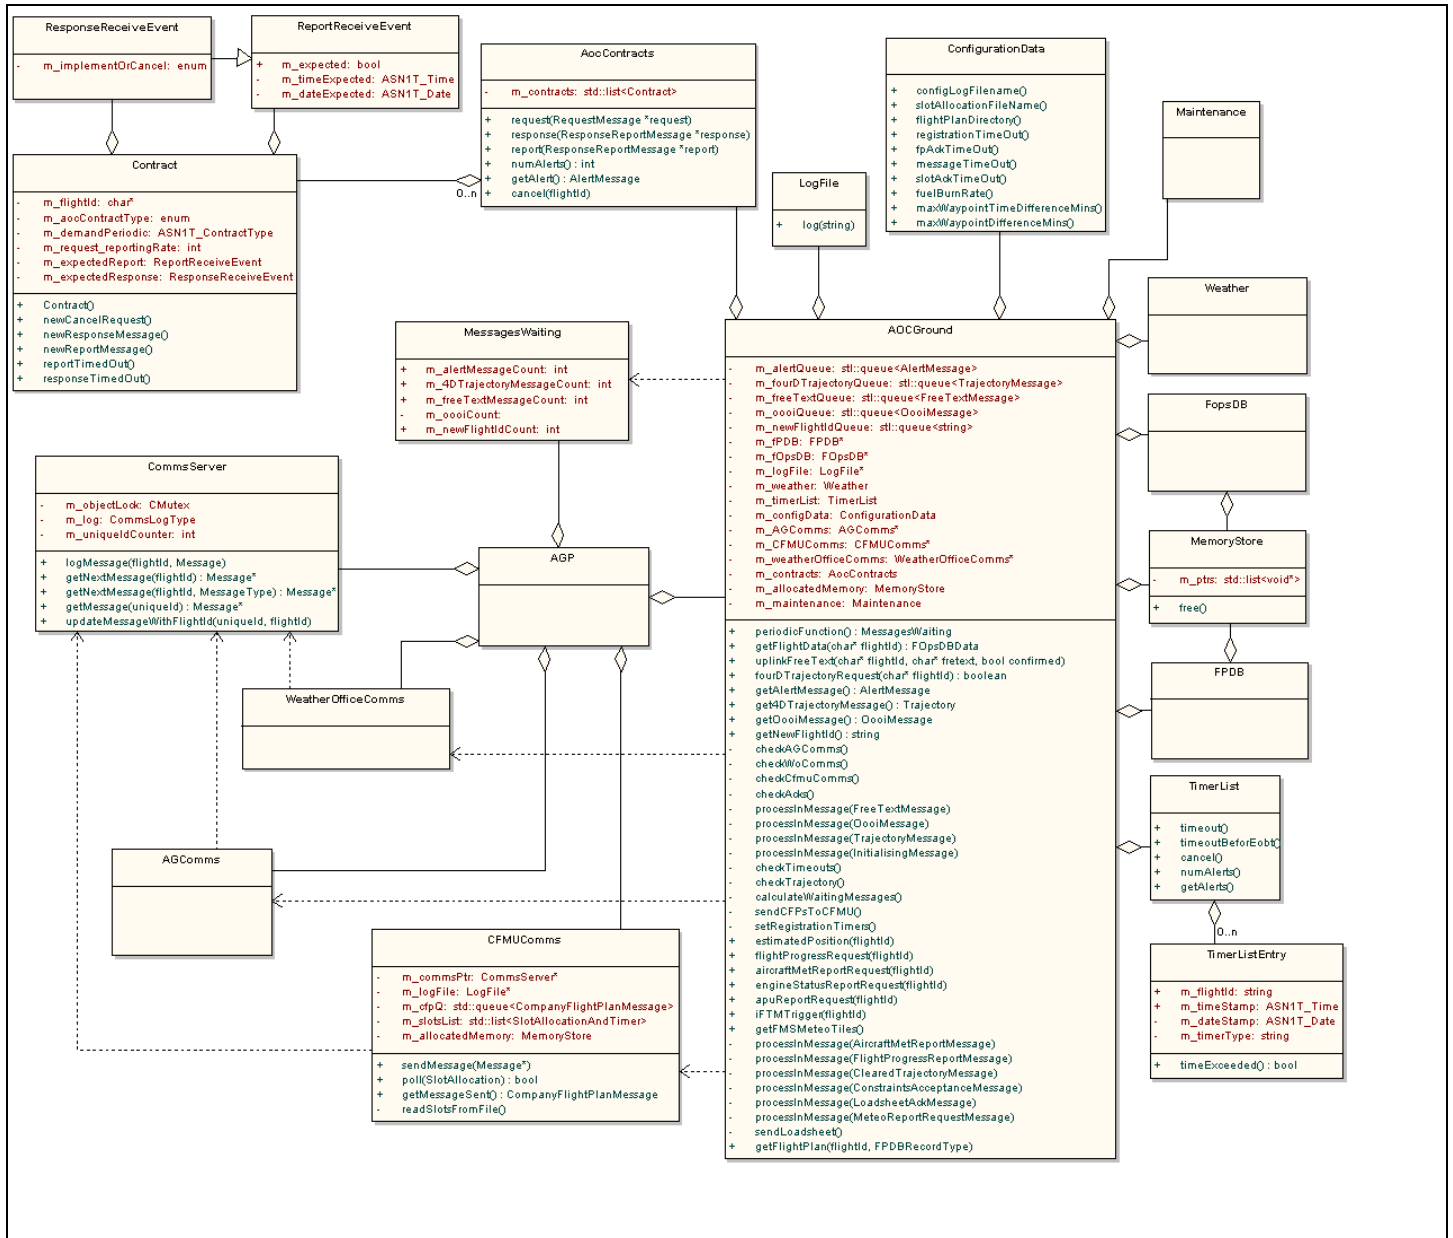 ResponseReceiveEvent
- m_implementOrCancel: enum
ReportReceiveEvent
+ m_expected: bool
- m_timeExpected: ASN1T_Time
- m_dateExpected: ASN1T_Date
AocContracts
- m_contracts: std::list<Contract>
+ request(RequestMessage *request)
+ response(ResponseReportMessage *response)
+ report(ResponseReportMessage *report)
+ numAlerts() : int
+ getAlert() : AlertMessage
+ cancel(flightId)
ConfigurationData
+ configLogFilename()
+ slotAllocationFileName()
+ flightPlanDirectory()
+ registrationTimeOut()
+ fpAckTimeOut()
+ messageTimeOut()
+ slotAckTimeOut()
+ fuelBurnRate()
+ maxWaypointTimeDifferenceMins()
+ maxWaypointDifferenceMins()
Maintenance
LogFile
+ log(string)
Contract
- m_flightId: char*
- m_aocContractType: enum
- m_demandPeriodic: ASN1T_ContractType
- m_request_reportingRate: int
- m_expectedReport: ReportReceiveEvent
- m_expectedResponse: ResponseReceiveEvent
+ Contract()
+ newCancelRequest()
+ newResponseMessage()
+ newReportMessage()
+ reportTimedOut()
+ responseTimedOut()
0..n
MessagesWaiting
+ m_alertMessageCount: int
+ m_4DTrajectoryMessageCount: int
+ m_freeTextMessageCount: int
- m_oooiCount:
+ m_newFlightIdCount: int
AOCGround
- m_alertQueue: stl::queue<AlertMessage>
- m_fourDTrajectoryQueue: stl::queue<TrajectoryMessage>
- m_freeTextQueue: stl::queue<FreeTextMessage>
- m_oooiQueue: stl::queue<OooiMessage>
- m_newFlightIdQueue: stl::queue<string>
- m_fPDB: FPDB*
- m_fOpsDB: FOpsDB*
- m_logFile: LogFile*
- m_weather: Weather
- m_timerList: TimerList
- m_configData: ConfigurationData
- m_AGComms: AGComms*
- m_CFMUComms: CFMUComms*
- m_weatherOfficeComms: WeatherOfficeComms*
- m_contracts: AocContracts
- m_allocatedMemory: MemoryStore
- m_maintenance: Maintenance
+ periodicFunction() : MessagesWaiting
+ getFlightData(char* flightId) : FOpsDBData
+ uplinkFreeText(char* flightId, char* fretext, bool confirmed)
+ fourDTrajectoryRequest(char* flightId) : boolean
+ getAlertMessage() : AlertMessage
+ get4DTrajectoryMessage() : Trajectory
+ getOooiMessage() : OooiMessage
+ getNewFlightId() : string
- checkAGComms()
- checkWoComms()
- checkCfmuComms()
- checkAcks()
- processInMessage(FreeTextMessage)
- processInMessage(OooiMessage)
- processInMessage(TrajectoryMessage)
- processInMessage(InitialisingMessage)
- checkTimeouts()
- checkTrajectory()
- calculateWaitingMessages()
- sendCFPsToCFMU()
- setRegistrationTimers()
+ estimatedPosition(flightId)
+ flightProgressRequest(flightId)
+ aircraftMetReportRequest(flightId)
+ engineStatusReportRequest(flightId)
+ apuReportRequest(flightId)
+ iFTMTrigger(flightId)
+ getFMSMeteoTiles()
- processInMessage(AircraftMetReportMessage)
- processInMessage(FlightProgressReportMessage)
- processInMessage(ClearedTrajectoryMessage)
- processInMessage(ConstraintsAcceptanceMessage)
- processInMessage(LoadsheetAckMessage)
- processInMessage(MeteoReportRequestMessage)
- sendLoadsheet()
+ getFlightPlan(flightId, FPDBRecordType)
Weather
FopsDB
MemoryStore
- m_ptrs: std::list<void*>
+ free()
FPDB
TimerList
+ timeout()
+ timeoutBeforEobt()
+ cancel()
+ numAlerts()
+ getAlerts()
0..n
TimerListEntry
+ m_flightId: string
+ m_timeStamp: ASN1T_Time
- m_dateStamp: ASN1T_Date
- m_timerType: string
+ timeExceeded() : bool
CommsServer
- m_objectLock: CMutex
- m_log: CommsLogType
- m_uniqueIdCounter: int
+ logMessage(flightId, Message)
+ getNextMessage(flightId) : Message*
+ getNextMessage(flightId, MessageType) : Message*
+ getMessage(uniqueId) : Message*
+ updateMessageWithFlightId(uniqueId, flightId)
AGP
WeatherOfficeComms
AGComms
CFMUComms
- m_commsPtr: CommsServer*
- m_logFile: LogFile*
- m_cfpQ: std::queue<CompanyFlightPlanMessage>
- m_slotsList: std::list<SlotAllocationAndTimer>
- m_allocatedMemory: MemoryStore
+ sendMessage(Message*)
+ poll(SlotAllocation) : bool
+ getMessageSent() : CompanyFlightPlanMessage
- readSlotsFromFile()